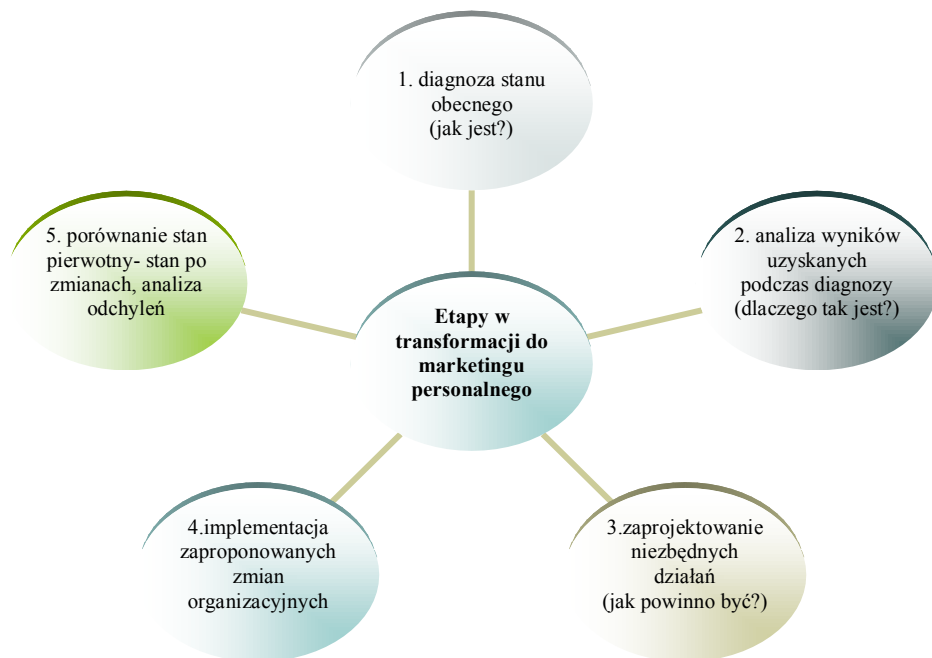 1. diagnoza stanu
obecnego
(jak jest?)
2. analiza wyników
uzyskanych
podczas diagnozy
(dlaczego tak jest?)
3.zaprojektowanie
niezbędnych
działań
(jak powinno być?)
4.implementacja
zaproponowanych
zmian
organizacyjnych
5. porównanie stan
pierwotny- stan po
zmianach, analiza
odchyleń
Etapy w
transformacji do
marketingu
personalnego